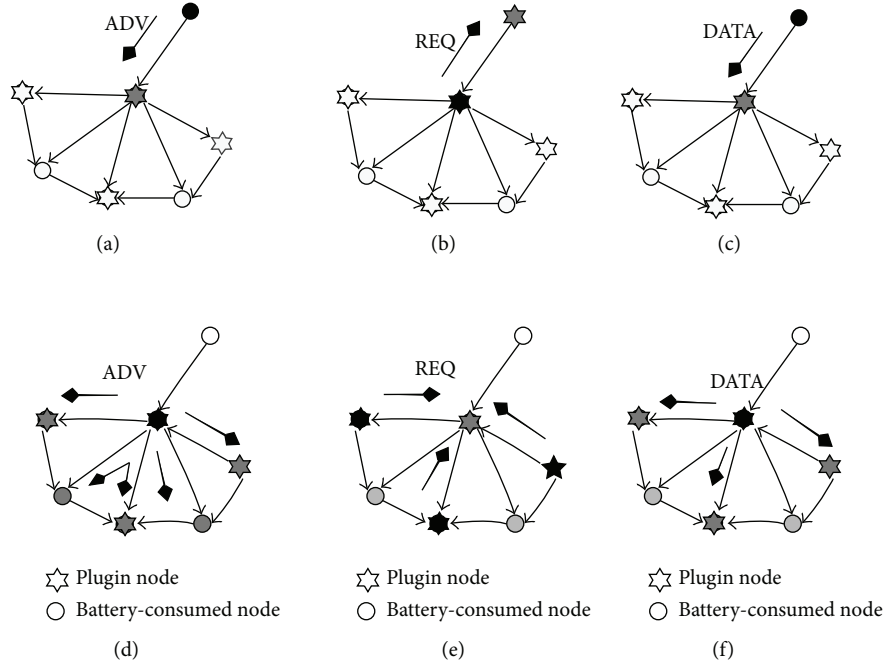 ADV
REQ
DATA
(a)
(b)
(c)
ADV
REQ
DATA
Plugin node
Battery-consumed node
Plugin node
Battery-consumed node
Plugin node
Battery-consumed node
(d)
(e)
(f)